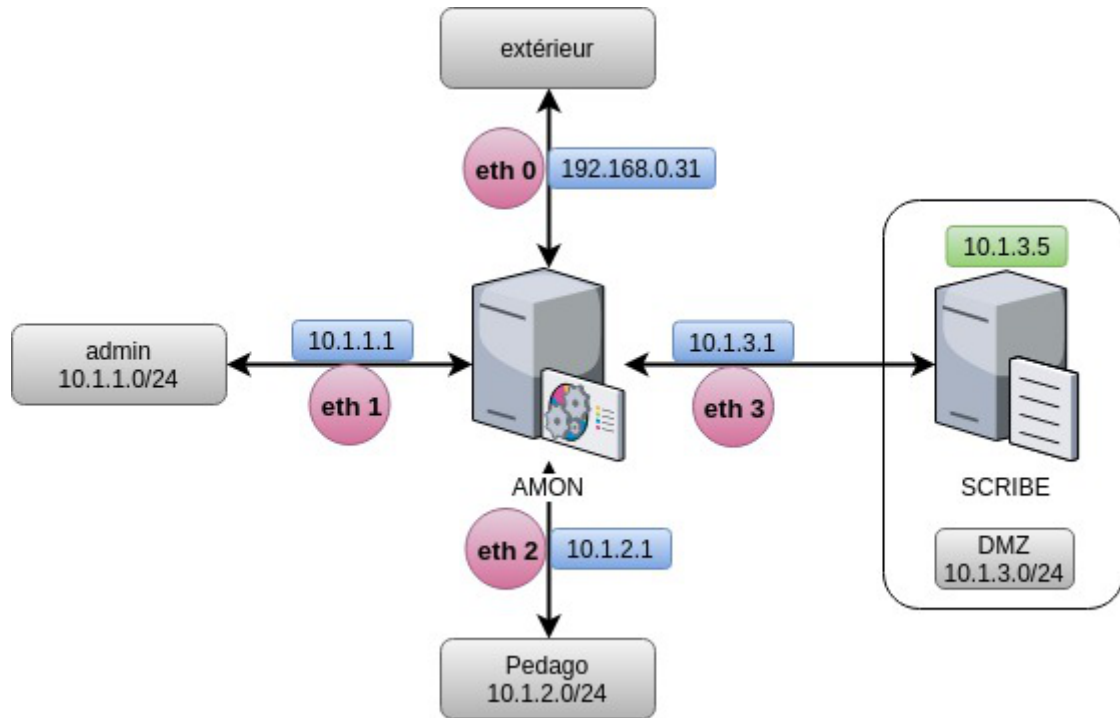 extérieur
eth 0
192.168.0.31
10.1.3.5
admin
10.1.1.0/24
10.1.1.1
eth 1
10.1.3.1
eth 3
AMON
SCRIBE
eth 2
10.1.2.1
DMZ
10.1.3.0/24
Pedago
10.1.2.0/24